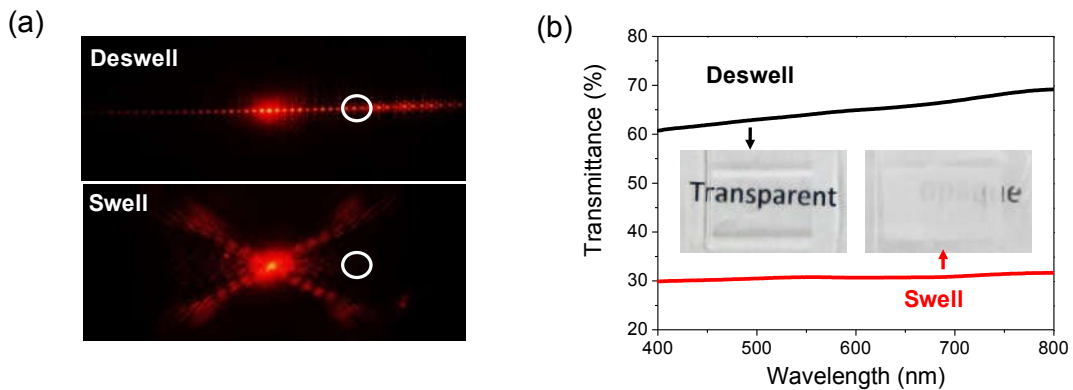 (a)
Deswell
Swell
(b)
Transmittance (%)
80
70
60
50
40
30
20
Deswell
Transparent
opaque
Swell
400
500
600
700
800
Wavelength (nm)